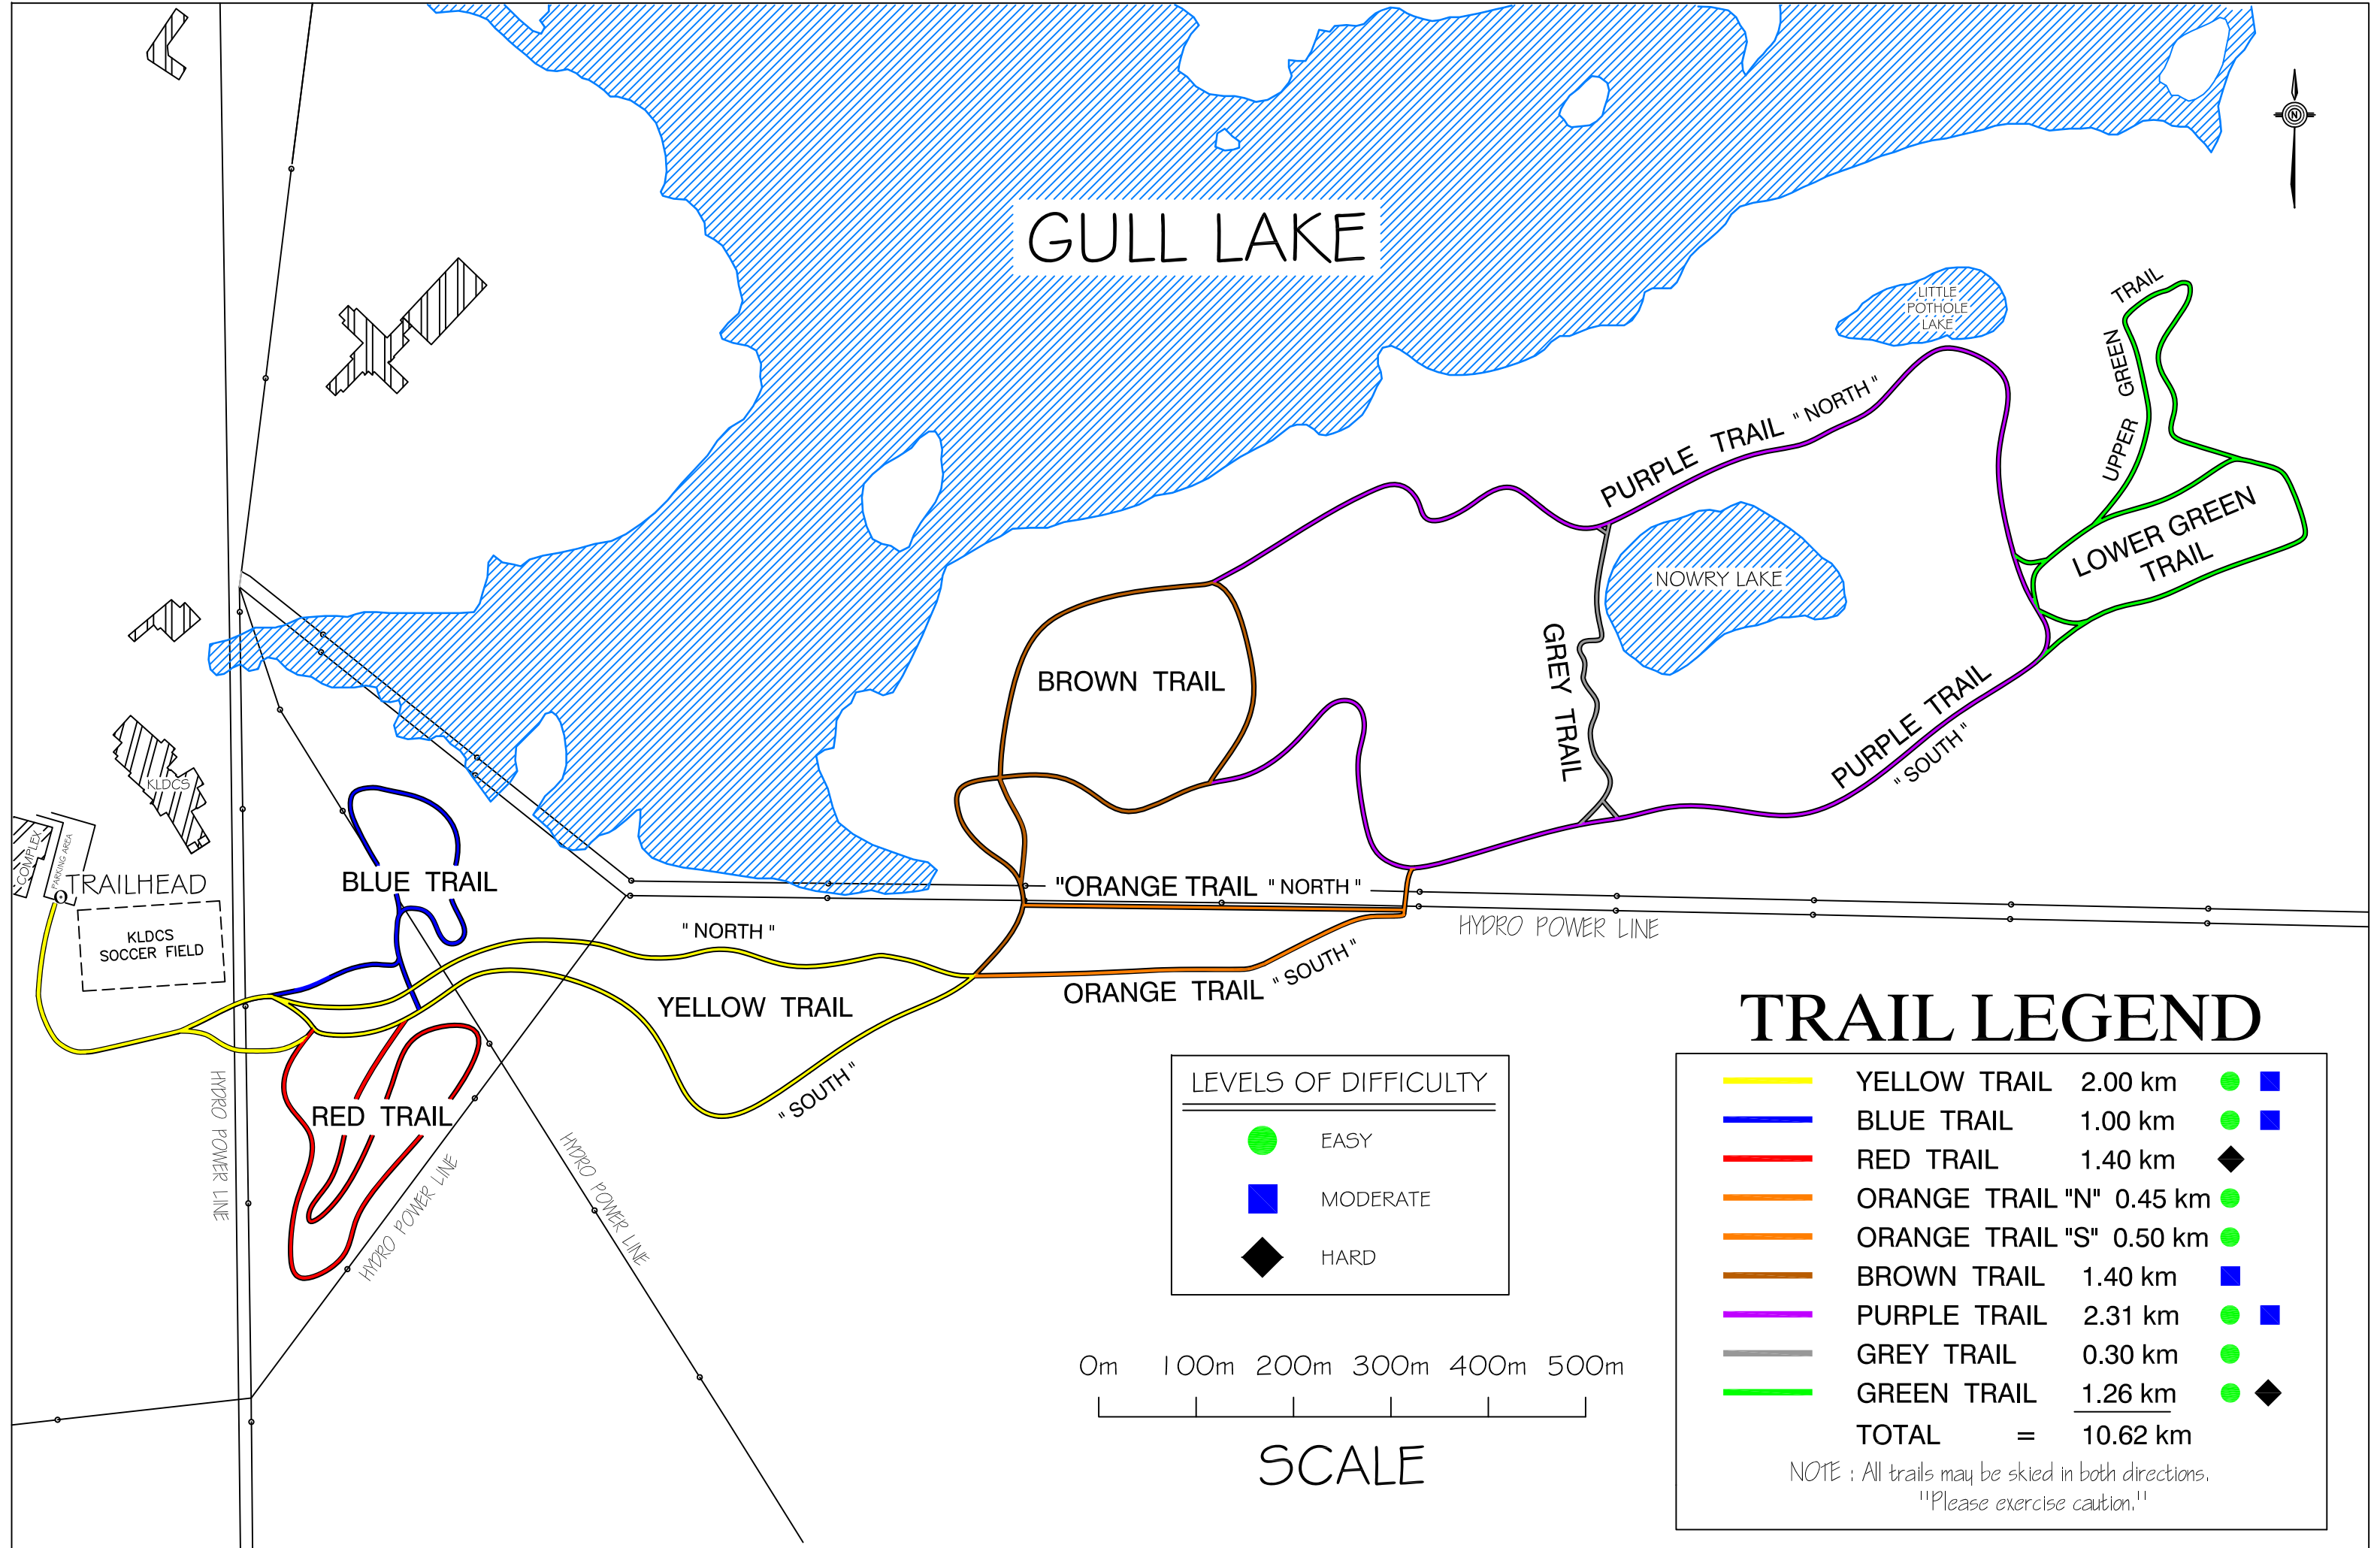 GULL LAKE
N
LITTLE
POTHOLE
LAKE
TRAIL
GREEN
UPPER
PURPLE TRAIL " NORTH "
LOWER GREEN
TRAIL
NOWRY LAKE
GREY TRAIL
BROWN TRAIL
PURPLE TRAIL
" SOUTH "
KLDCS
COMPLEX
PARKING AREA
TRAILHEAD
BLUE TRAIL
"ORANGE TRAIL " NORTH "
HYDRO POWER LINE
KLDCS
SOCCER FIELD
" NORTH "
YELLOW TRAIL
ORANGE TRAIL " SOUTH "
" SOUTH "
RED TRAIL
HYDRO POWER LINE
HYDRO POWER LINE
HYDRO POWER LINE
LEVELS OF DIFFICULTY
EASY
MODERATE
HARD
0m 100m 200m 300m 400m 500m
SCALE
TRAIL LEGEND
YELLOW TRAIL 2.00 km
BLUE TRAIL 1.00 km
RED TRAIL 1.40 km
ORANGE TRAIL "N" 0.45 km
ORANGE TRAIL "S" 0.50 km
BROWN TRAIL 1.40 km
PURPLE TRAIL 2.31 km
GREY TRAIL 0.30 km
GREEN TRAIL 1.26 km
TOTAL = 10.62 km
NOTE : All trails may be skied in both directions.
"Please exercise caution."